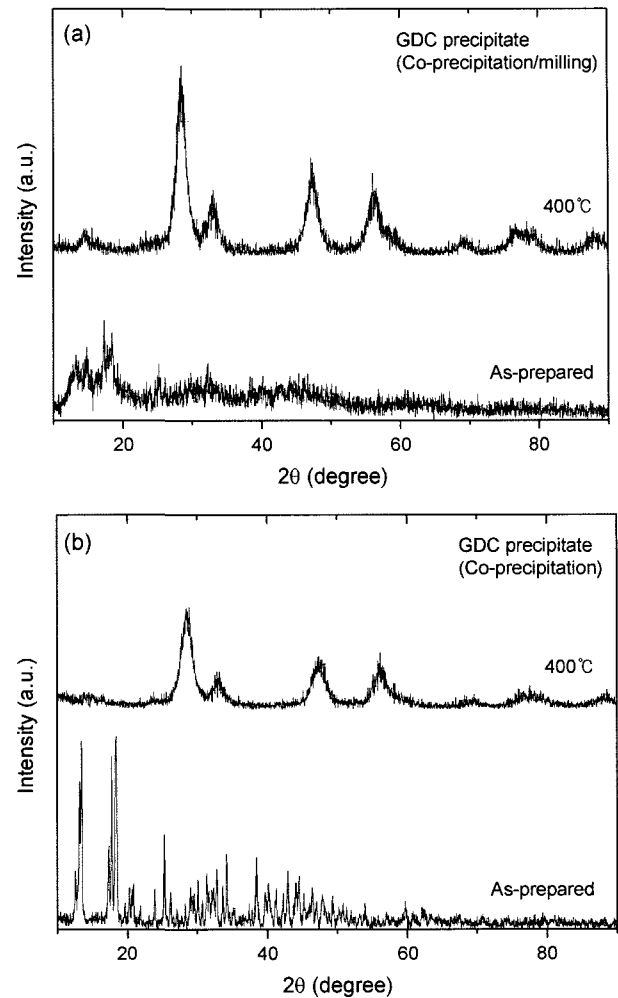 (a)
GDC precipitate
(Co-precipitation/milling)
400℃
As-prepared
Intensity (a.u.)
20 40 60 80
2θ (degree)
(b)
GDC precipitate
(Co-precipitation)
400℃
As-prepared
Intensity (a.u.)
20 40 60 80
2θ (degree)